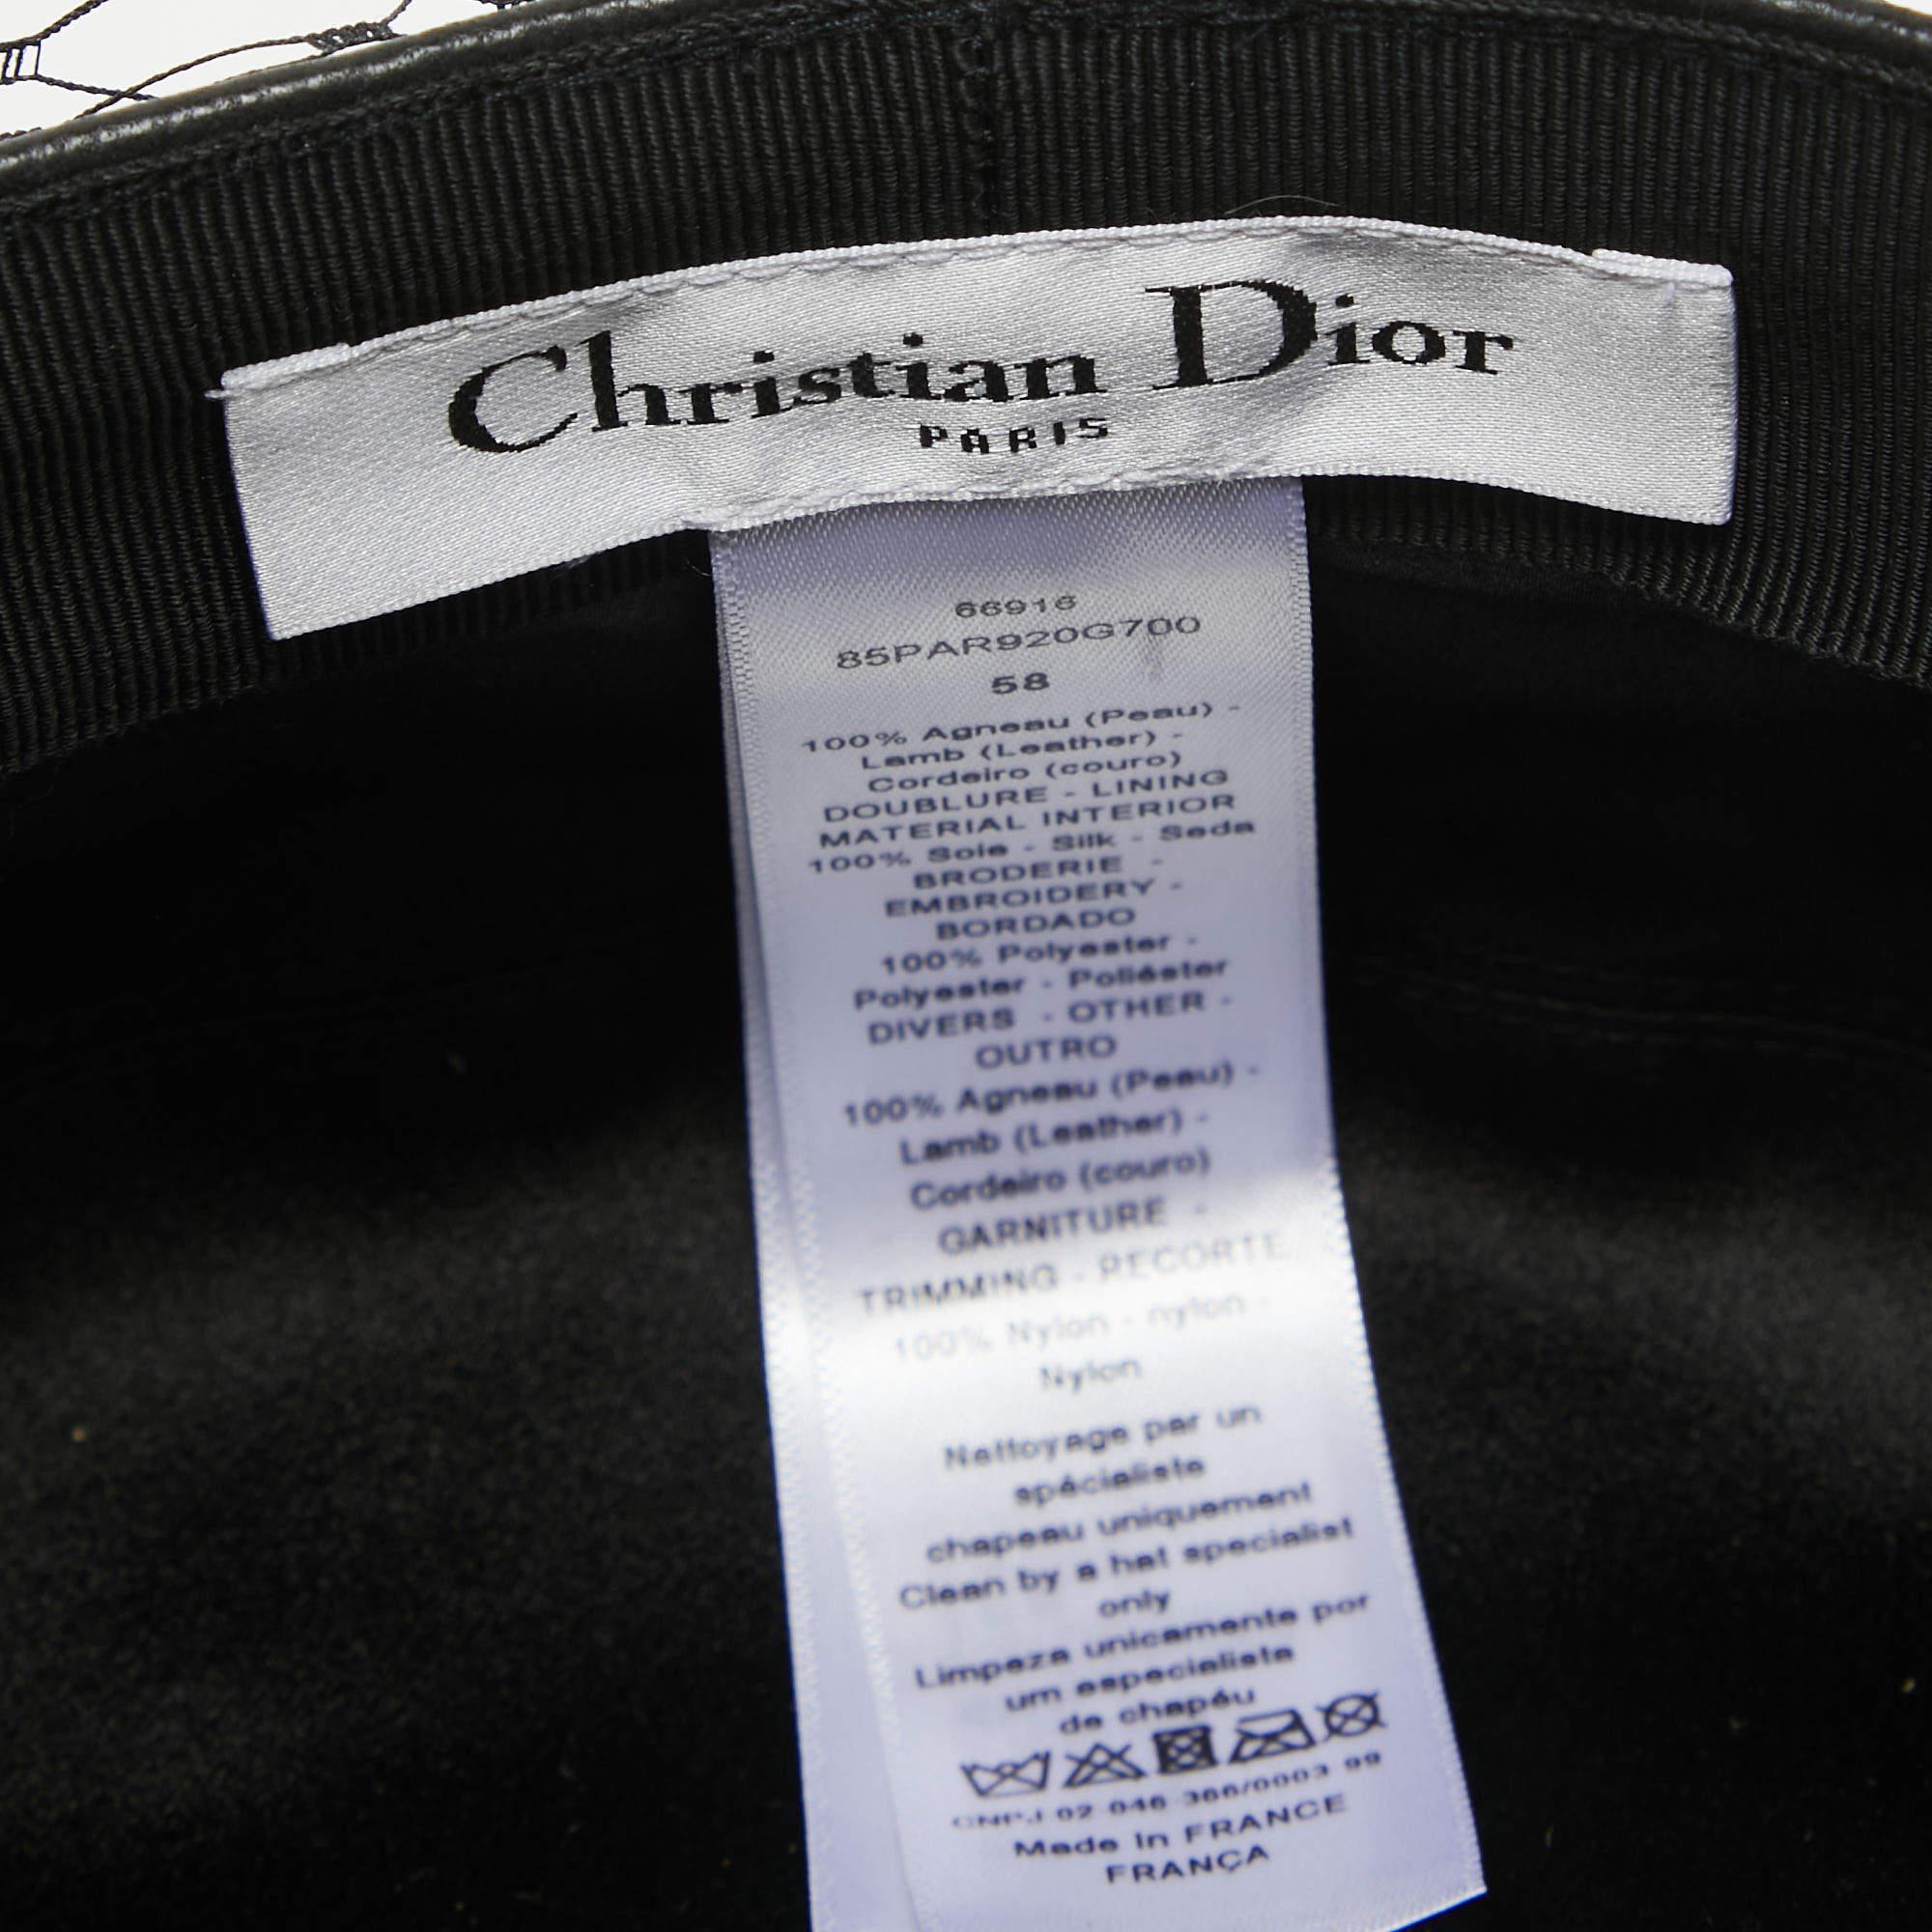 Christian Dior
PARIS
66916
85PAR920G700
58
100% Agneau (Peau) -
Lamb (Leather) -
Cordeiro (couro)
DOUBLURE - LINING
MATERIAL INTERIOR
100% Soie - Silk - Seda
BRODERIE -
EMBROIDERY -
BORDADO
100% Polyester -
Polyester - Poliéster
DIVERS - OTHER -
OUTRO
100% Agneau (Peau) -
Lamb (Leather) -
Cordeiro (couro)
GARNITURE -
TRIMMING - RECORTE
100% Nylon - nylon -
Nylon
Nettoyage par un
spécialiste
chapeau uniquement
Clean by a hat specialist
only
Limpeza unicamente por
um especialista
de chapéu
CNPJ 02 046 366/0003 99
Made In FRANCE
FRANÇA